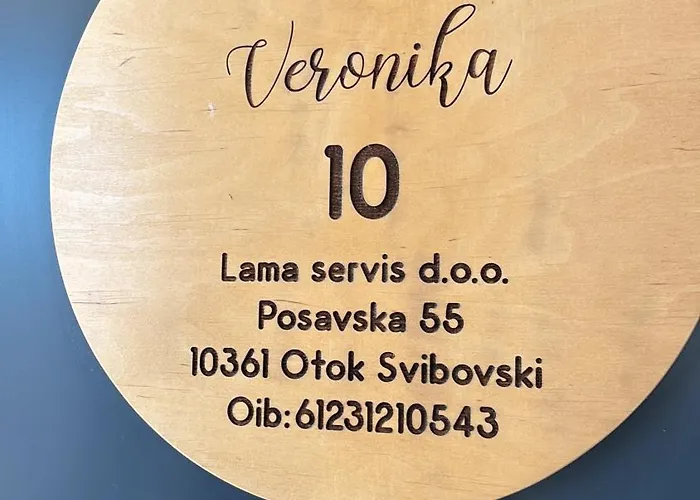 Veronika
10
Lama servis d.o.o.
Posavska 55
10361 Otok Svibovski
Oib:61231210543